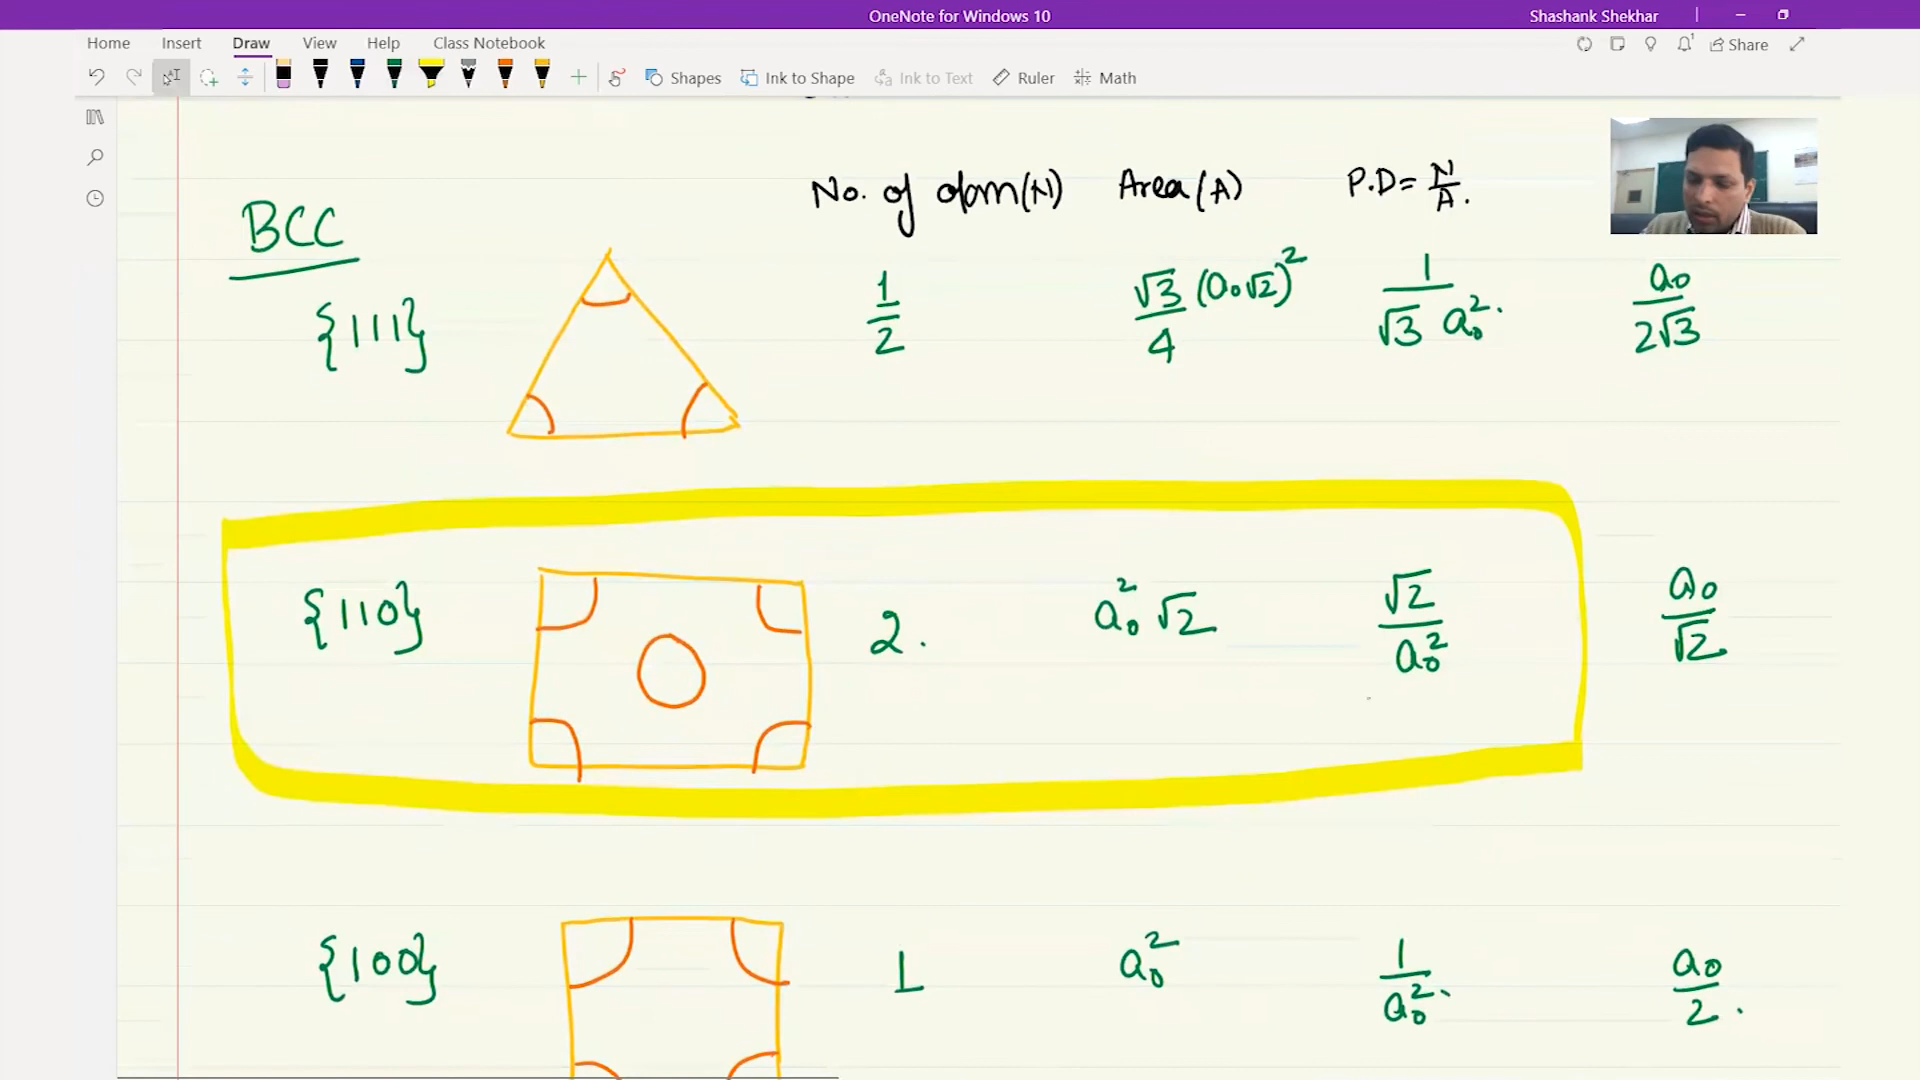 OneNote for Windows 10
Shashank Shekhar
Home Insert Draw View Help Class Notebook
Share
Shapes Ink to Shape Ink to Text Ruler Math
No. of atom(N) Area(A) P.D = N/A.
BCC
{111} 1/2 √3/4 (a₀√2)² 1/(√3 a₀²). a₀/(2√3)
{110} 2. a₀² √2 √2/a₀² a₀/√2
{100} 1 a₀² 1/a₀². a₀/2.